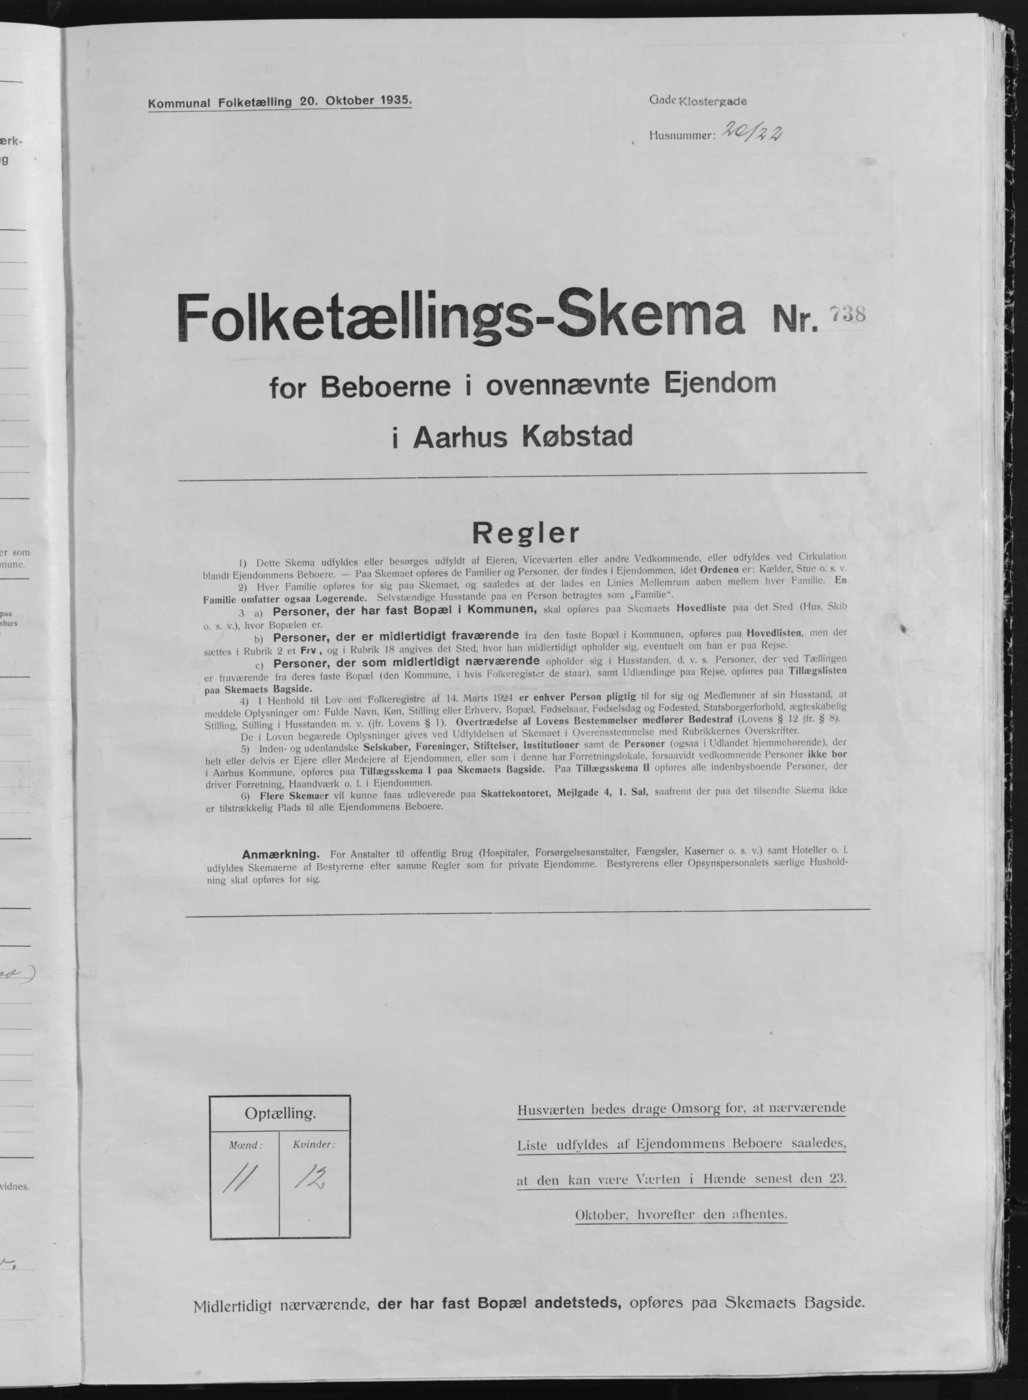 Kommunal Folketælling 20. Oktober 1935.
Gade Klostergade
Husnummer: 20/22
Folketællings-Skema Nr. 738
for Beboerne i ovennævnte Ejendom
i Aarhus Købstad
Regler
1) Dette Skema udfyldes eller besørges udfyldt af Ejeren, Viceværten eller andre Vedkommende, eller udfyldes ved Cirkulation
blandt Ejendommens Beboere. — Paa Skemaet opføres de Familier og Personer, der findes i Ejendommen, idet Ordenen er: Kælder, Stue o. s. v.
2) Hver Familie opføres for sig paa Skemaet, og saaledes at der lades en Linies Mellemrum aaben mellem hver Familie. En
Familie omfatter ogsaa Logerende. Selvstændige Husstande paa en Person betragtes som „Familie".
3 a) Personer, der har fast Bopæl i Kommunen, skal opføres paa Skemaets Hovedliste paa det Sted (Hus, Skib
o. s. v.), hvor Bopælen er.
b) Personer, der er midlertidigt fraværende fra den faste Bopæl i Kommunen, opføres paa Hovedlisten, men der
sættes i Rubrik 2 et Frv, og i Rubrik 18 angives det Sted, hvor han midlertidigt opholder sig, eventuelt om han er paa Rejse.
c) Personer, der som midlertidigt nærværende opholder sig i Husstanden, d. v. s. Personer, der ved Tællingen
er fraværende fra deres faste Bopæl (den Kommune, i hvis Folkeregister de staar), samt Udlændinge paa Rejse, opføres paa Tillægslisten
paa Skemaets Bagside.
4) I Henhold til Lov om Folkeregistre af 14. Marts 1924 er enhver Person pligtig til for sig og Medlemmer af sin Husstand, at
meddele Oplysninger om: Fulde Navn, Køn, Stilling eller Erhverv, Bopæl, Fødselsaar, Fødselsdag og Fødested, Statsborgerforhold, ægteskabelig
Stilling, Stilling i Husstanden m. v. (jfr. Lovens § 1). Overtrædelse af Lovens Bestemmelser medfører Bødestraf (Lovens § 12 jfr. § 8).
De i Loven begærede Oplysninger gives ved Udfyldelsen af Skemaet i Overensstemmelse med Rubrikkernes Overskrifter.
5) Inden- og udenlandske Selskaber, Foreninger, Stiftelser, Institutioner samt de Personer (ogsaa i Udlandet hjemmehørende), der
helt eller delvis er Ejere eller Medejere af Ejendommen, eller som i denne har Forretningslokale, forsaavidt vedkommende Personer ikke bor
i Aarhus Kommune, opføres paa Tillægsskema I paa Skemaets Bagside. Paa Tillægsskema II opføres alle indenbysboende Personer, der
driver Forretning, Haandværk o. l. i Ejendommen.
6) Flere Skemaer vil kunne faas udleverede paa Skattekontoret, Mejlgade 4, 1. Sal, saafremt der paa det tilsendte Skema ikke
er tilstrækkelig Plads til alle Ejendommens Beboere.
Anmærkning. For Anstalter til offentlig Brug (Hospitaler, Forsørgelsesanstalter, Fængsler, Kaserner o. s. v.) samt Hoteller o. l.
udfyldes Skemaerne af Bestyrerne efter samme Regler som for private Ejendomme. Bestyrerens eller Opsynspersonalets særlige Hushold-
ning skal opføres for sig.
Optælling.
Mænd: Kvinder:
11 12
Husværten bedes drage Omsorg for, at nærværende
Liste udfyldes af Ejendommens Beboere saaledes,
at den kan være Værten i Hænde senest den 23.
Oktober, hvorefter den afhentes.
Midlertidigt nærværende, der har fast Bopæl andetsteds, opføres paa Skemaets Bagside.